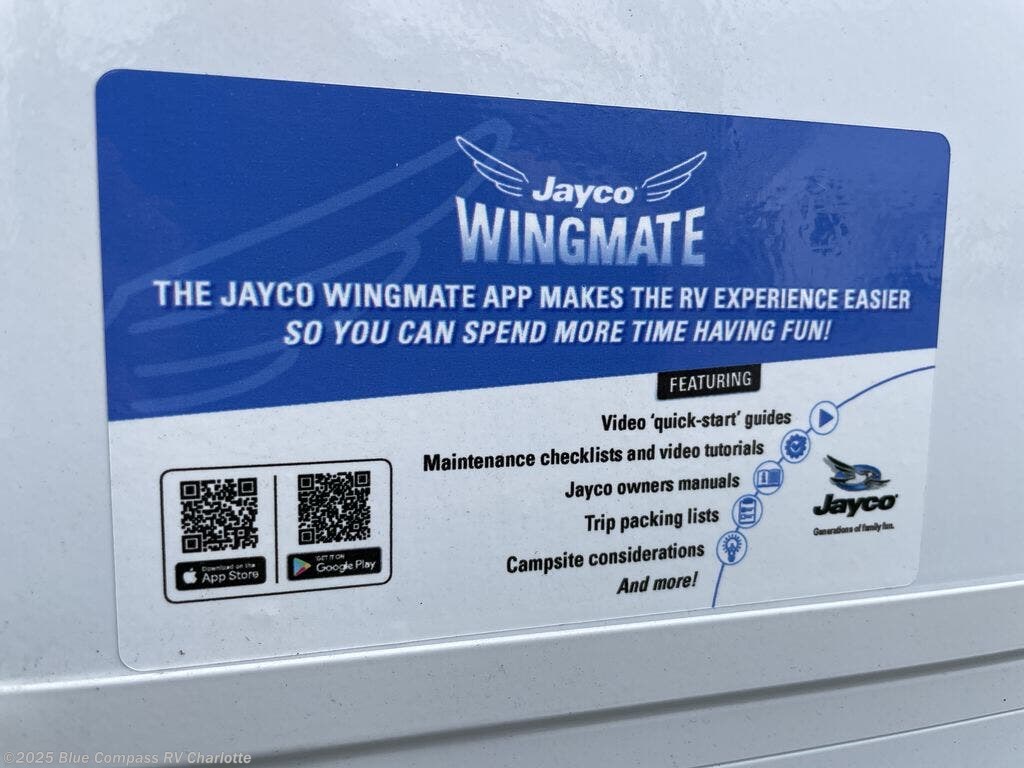 Jayco
WINGMATE
THE JAYCO WINGMATE APP MAKES THE RV EXPERIENCE EASIER
SO YOU CAN SPEND MORE TIME HAVING FUN!
FEATURING
Video ‘quick-start’ guides
Maintenance checklists and video tutorials
Jayco owners manuals
Trip packing lists
Campsite considerations
And more!
Jayco
Generations of family fun.
Download on the
App Store
GET IT ON
Google Play
©2025 Blue Compass RV Charlotte